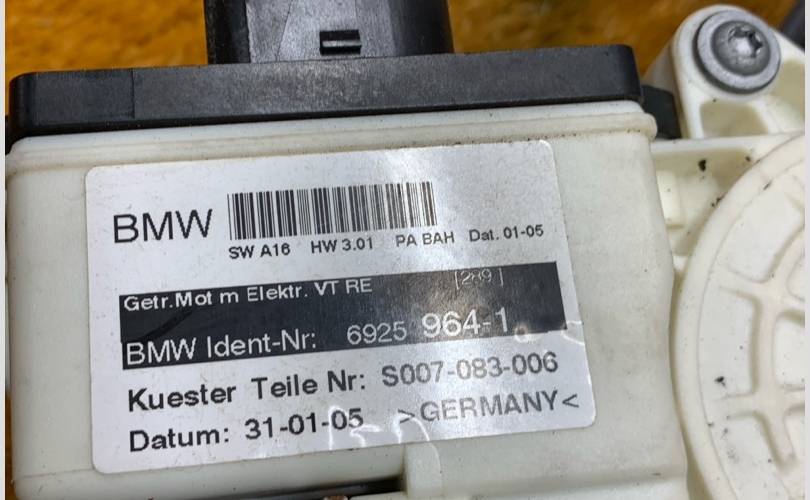 BMW
SW A16 HW 3.01 PA BAH Dat. 01-05
Getr.Mot m Elektr. VT RE [289]
BMW Ident-Nr: 6925 964-1
Kuester Teile Nr: S007-083-006
Datum: 31-01-05 >GERMANY<